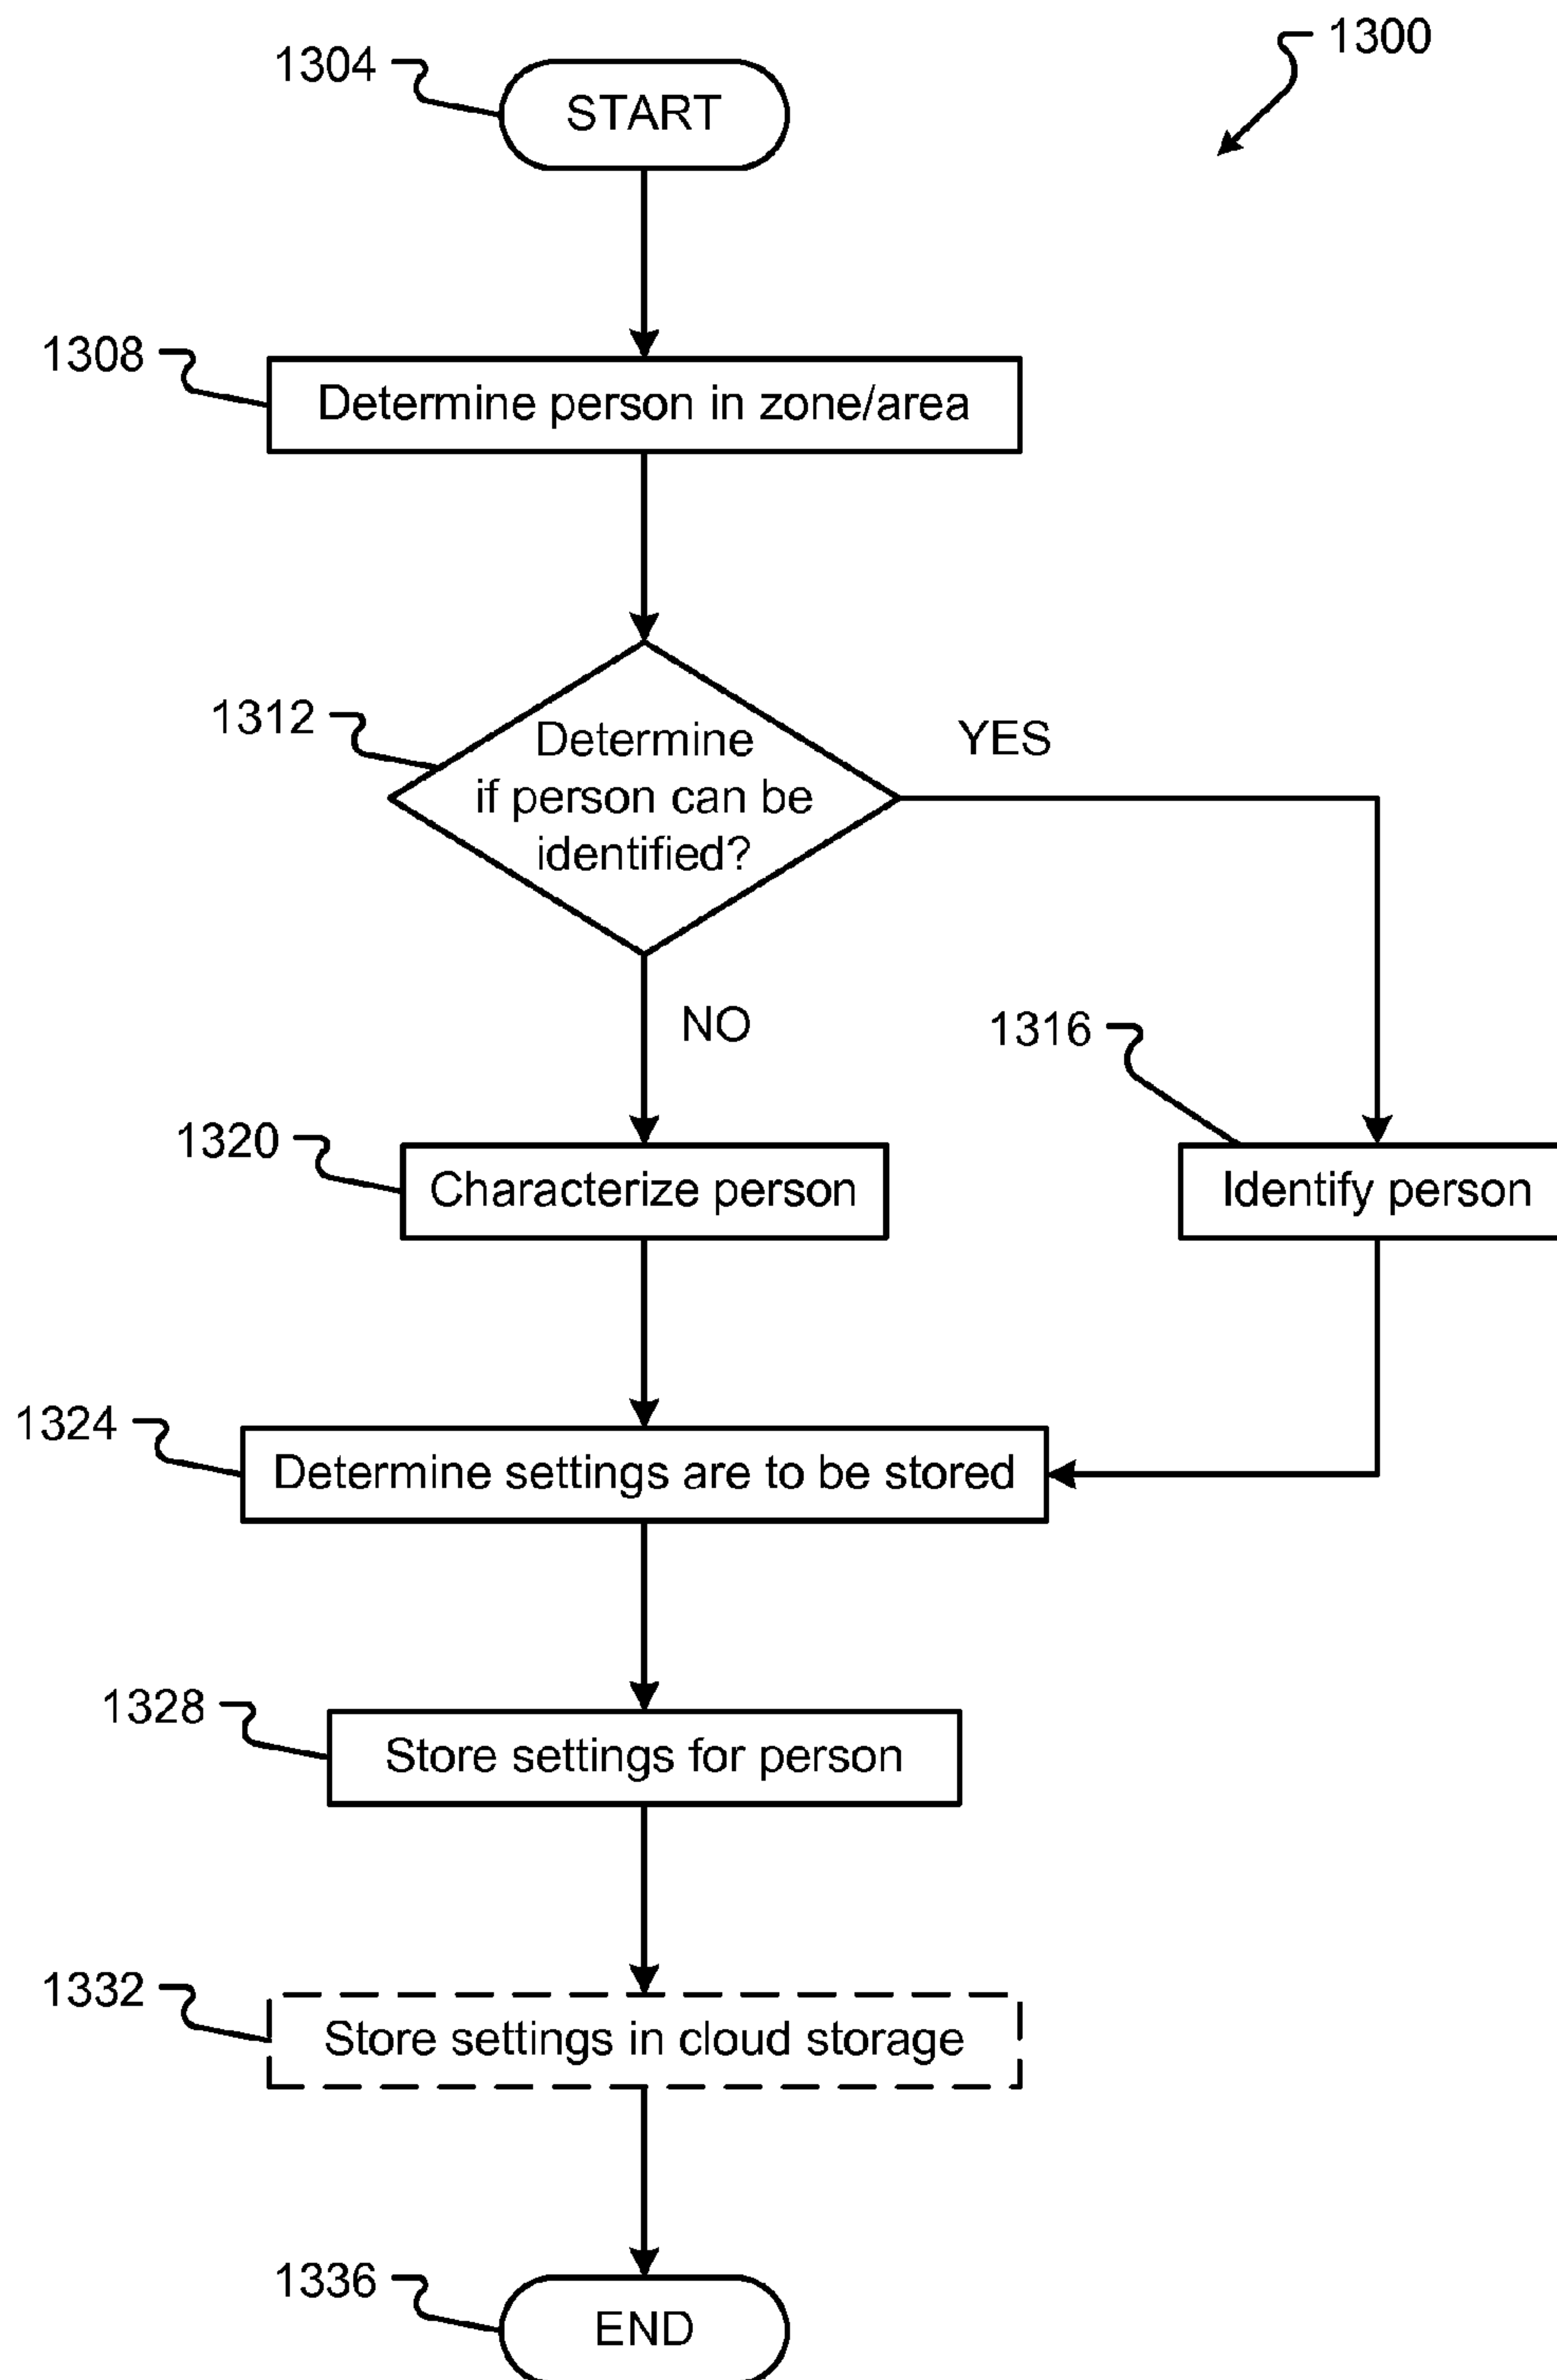 1300
1304
START
1308
Determine person in zone/area
1312
Determine
if person can be
identified?
YES
NO
1316
1320
Characterize person
Identify person
1324
Determine settings are to be stored
1328
Store settings for person
1332
Store settings in cloud storage
1336
END